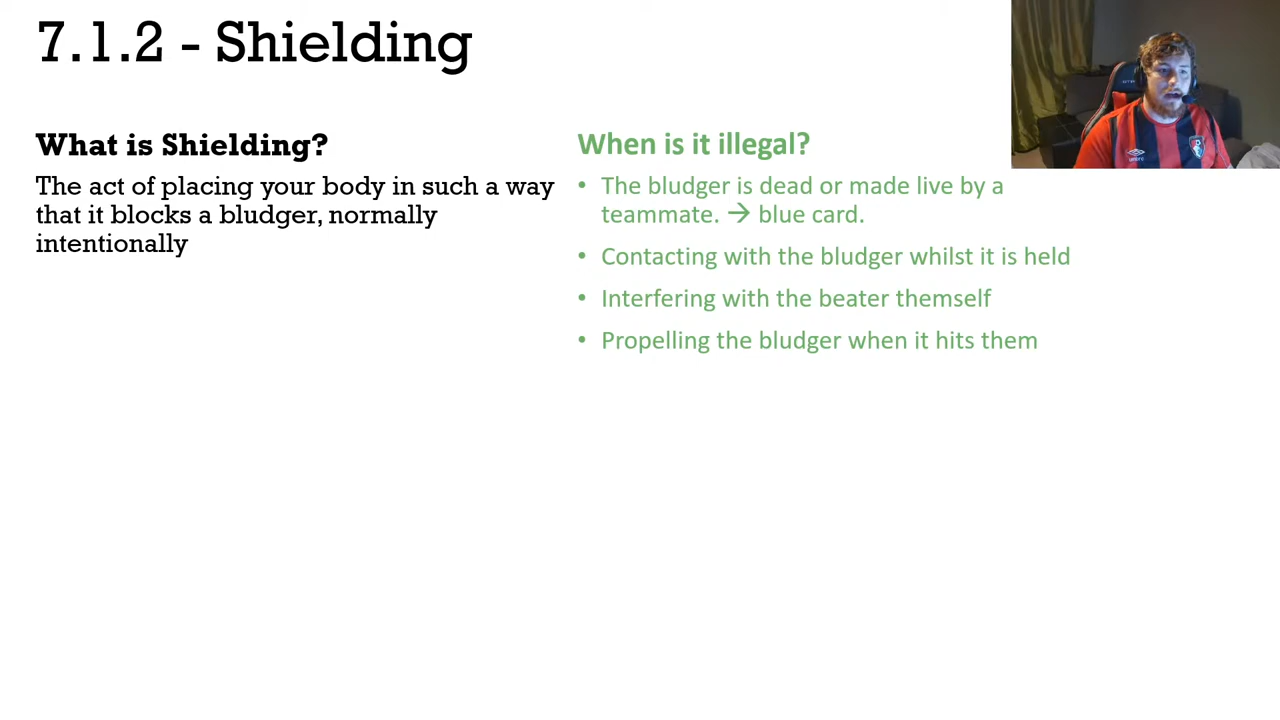 7.1.2 - Shielding
What is Shielding?
The act of placing your body in such a way
that it blocks a bludger, normally
intentionally
When is it illegal?
• The bludger is dead or made live by a
teammate. → blue card.
• Contacting with the bludger whilst it is held
• Interfering with the beater themself
• Propelling the bludger when it hits them